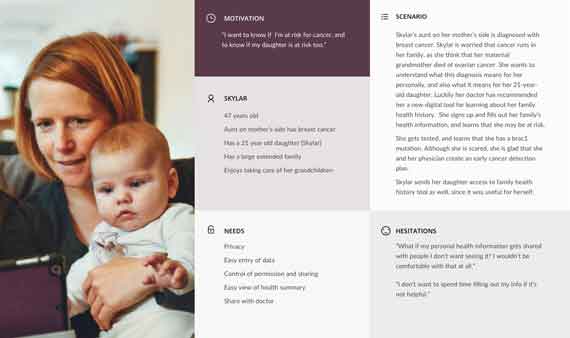 MOTIVATION
"I want to know if I'm at risk for cancer, and
to know if my daughter is at risk too."
SKYLAR
47 years old
Aunt on mother's side has breast cancer
Has a 21 year old daughter (Skylar)
Has a large extended family
Enjoys taking care of her grandchildren
NEEDS
Privacy
Easy entry of data
Control of permission and sharing
Easy view of health summary
Share with doctor
SCENARIO
Skylar's aunt on her mother's side is diagnosed with
breast cancer. Skylar is worried that cancer runs in
her family, as she think that her maternal
grandmother died of ovarian cancer. She wants to
understand what this diagnosis means for her
personally, and also what it means for her 21-year-
old daughter. Luckily her doctor has recommended
her a new digital tool for learning about her family
health history. She signs up and fills out her family's
health information, and learns that she may be at risk.
She gets tested, and learns that she has a brac1
mutation. Although she is scared, she is glad that she
and her physician create an early cancer detection
plan.
Skylar sends her daughter access to family heath
history tool as well, since it was useful for herself.
HESITATIONS
"What if my personal health information gets shared
with people I don't want seeing it? I wouldn't be
comfortable with that at all."
"I don't want to spend time filling out my info if it's
not helpful."